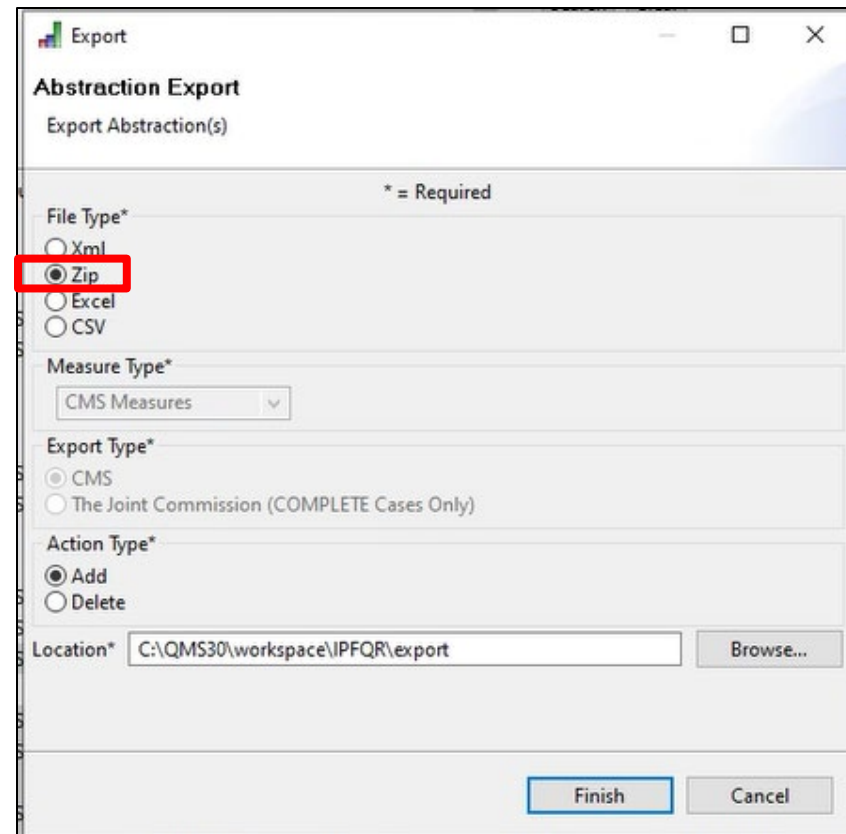 Export
Abstraction Export
Export Abstraction(s)
* = Required
File Type*
Xml
Zip
Excel
CSV
Measure Type*
CMS Measures
Export Type*
CMS
The Joint Commission (COMPLETE Cases Only)
Action Type*
Add
Delete
Location* C:\QMS30\workspace\IPFQR\export Browse...
Finish Cancel